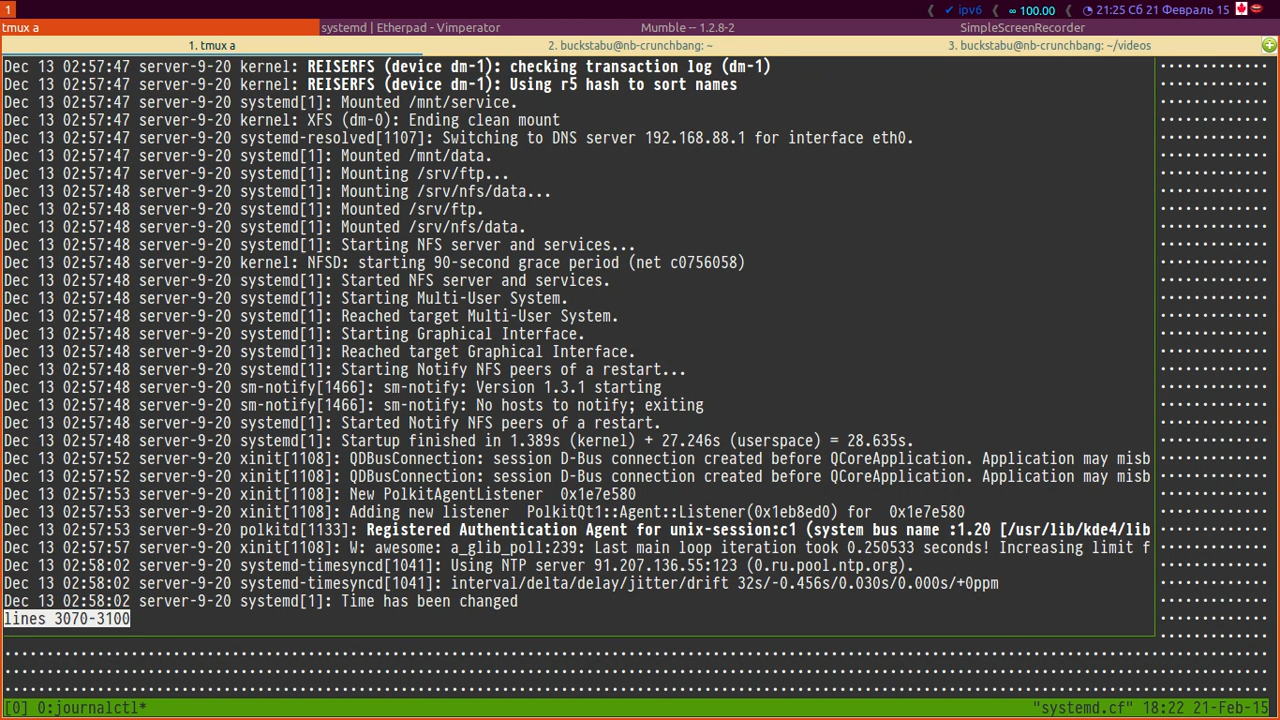 1
ipv6
∞ 100.00
21:25 Сб 21 Февраль 15
tmux a
systemd | Etherpad - Vimperator
Mumble -- 1.2.8-2
SimpleScreenRecorder
1. tmux a
2. buckstabu@nb-crunchbang: ~
3. buckstabu@nb-crunchbang: ~/videos
Dec 13 02:57:47 server-9-20 kernel: REISERFS (device dm-1): checking transaction log (dm-1)
Dec 13 02:57:47 server-9-20 kernel: REISERFS (device dm-1): Using r5 hash to sort names
Dec 13 02:57:47 server-9-20 systemd[1]: Mounted /mnt/service.
Dec 13 02:57:47 server-9-20 kernel: XFS (dm-0): Ending clean mount
Dec 13 02:57:47 server-9-20 systemd-resolved[1107]: Switching to DNS server 192.168.88.1 for interface eth0.
Dec 13 02:57:47 server-9-20 systemd[1]: Mounted /mnt/data.
Dec 13 02:57:47 server-9-20 systemd[1]: Mounting /srv/ftp...
Dec 13 02:57:48 server-9-20 systemd[1]: Mounting /srv/nfs/data...
Dec 13 02:57:48 server-9-20 systemd[1]: Mounted /srv/ftp.
Dec 13 02:57:48 server-9-20 systemd[1]: Mounted /srv/nfs/data.
Dec 13 02:57:48 server-9-20 systemd[1]: Starting NFS server and services...
Dec 13 02:57:48 server-9-20 kernel: NFSD: starting 90-second grace period (net c0756058)
Dec 13 02:57:48 server-9-20 systemd[1]: Started NFS server and services.
Dec 13 02:57:48 server-9-20 systemd[1]: Starting Multi-User System.
Dec 13 02:57:48 server-9-20 systemd[1]: Reached target Multi-User System.
Dec 13 02:57:48 server-9-20 systemd[1]: Starting Graphical Interface.
Dec 13 02:57:48 server-9-20 systemd[1]: Reached target Graphical Interface.
Dec 13 02:57:48 server-9-20 systemd[1]: Starting Notify NFS peers of a restart...
Dec 13 02:57:48 server-9-20 sm-notify[1466]: sm-notify: Version 1.3.1 starting
Dec 13 02:57:48 server-9-20 sm-notify[1466]: sm-notify: No hosts to notify; exiting
Dec 13 02:57:48 server-9-20 systemd[1]: Started Notify NFS peers of a restart.
Dec 13 02:57:48 server-9-20 systemd[1]: Startup finished in 1.389s (kernel) + 27.246s (userspace) = 28.635s.
Dec 13 02:57:52 server-9-20 xinit[1108]: QDBusConnection: session D-Bus connection created before QCoreApplication. Application may misb
Dec 13 02:57:52 server-9-20 xinit[1108]: QDBusConnection: session D-Bus connection created before QCoreApplication. Application may misb
Dec 13 02:57:53 server-9-20 xinit[1108]: New PolkitAgentListener  0x1e7e580
Dec 13 02:57:53 server-9-20 xinit[1108]: Adding new listener  PolkitQt1::Agent::Listener(0x1eb8ed0) for  0x1e7e580
Dec 13 02:57:53 server-9-20 polkitd[1133]: Registered Authentication Agent for unix-session:c1 (system bus name :1.20 [/usr/lib/kde4/lib
Dec 13 02:57:57 server-9-20 xinit[1108]: W: awesome: a_glib_poll:239: Last main loop iteration took 0.250533 seconds! Increasing limit f
Dec 13 02:58:02 server-9-20 systemd-timesyncd[1041]: Using NTP server 91.207.136.55:123 (0.ru.pool.ntp.org).
Dec 13 02:58:02 server-9-20 systemd-timesyncd[1041]: interval/delta/delay/jitter/drift 32s/-0.456s/0.030s/0.000s/+0ppm
Dec 13 02:58:02 server-9-20 systemd[1]: Time has been changed
lines 3070-3100
[0] 0:journalctl*
"systemd.cf" 18:22 21-Feb-15